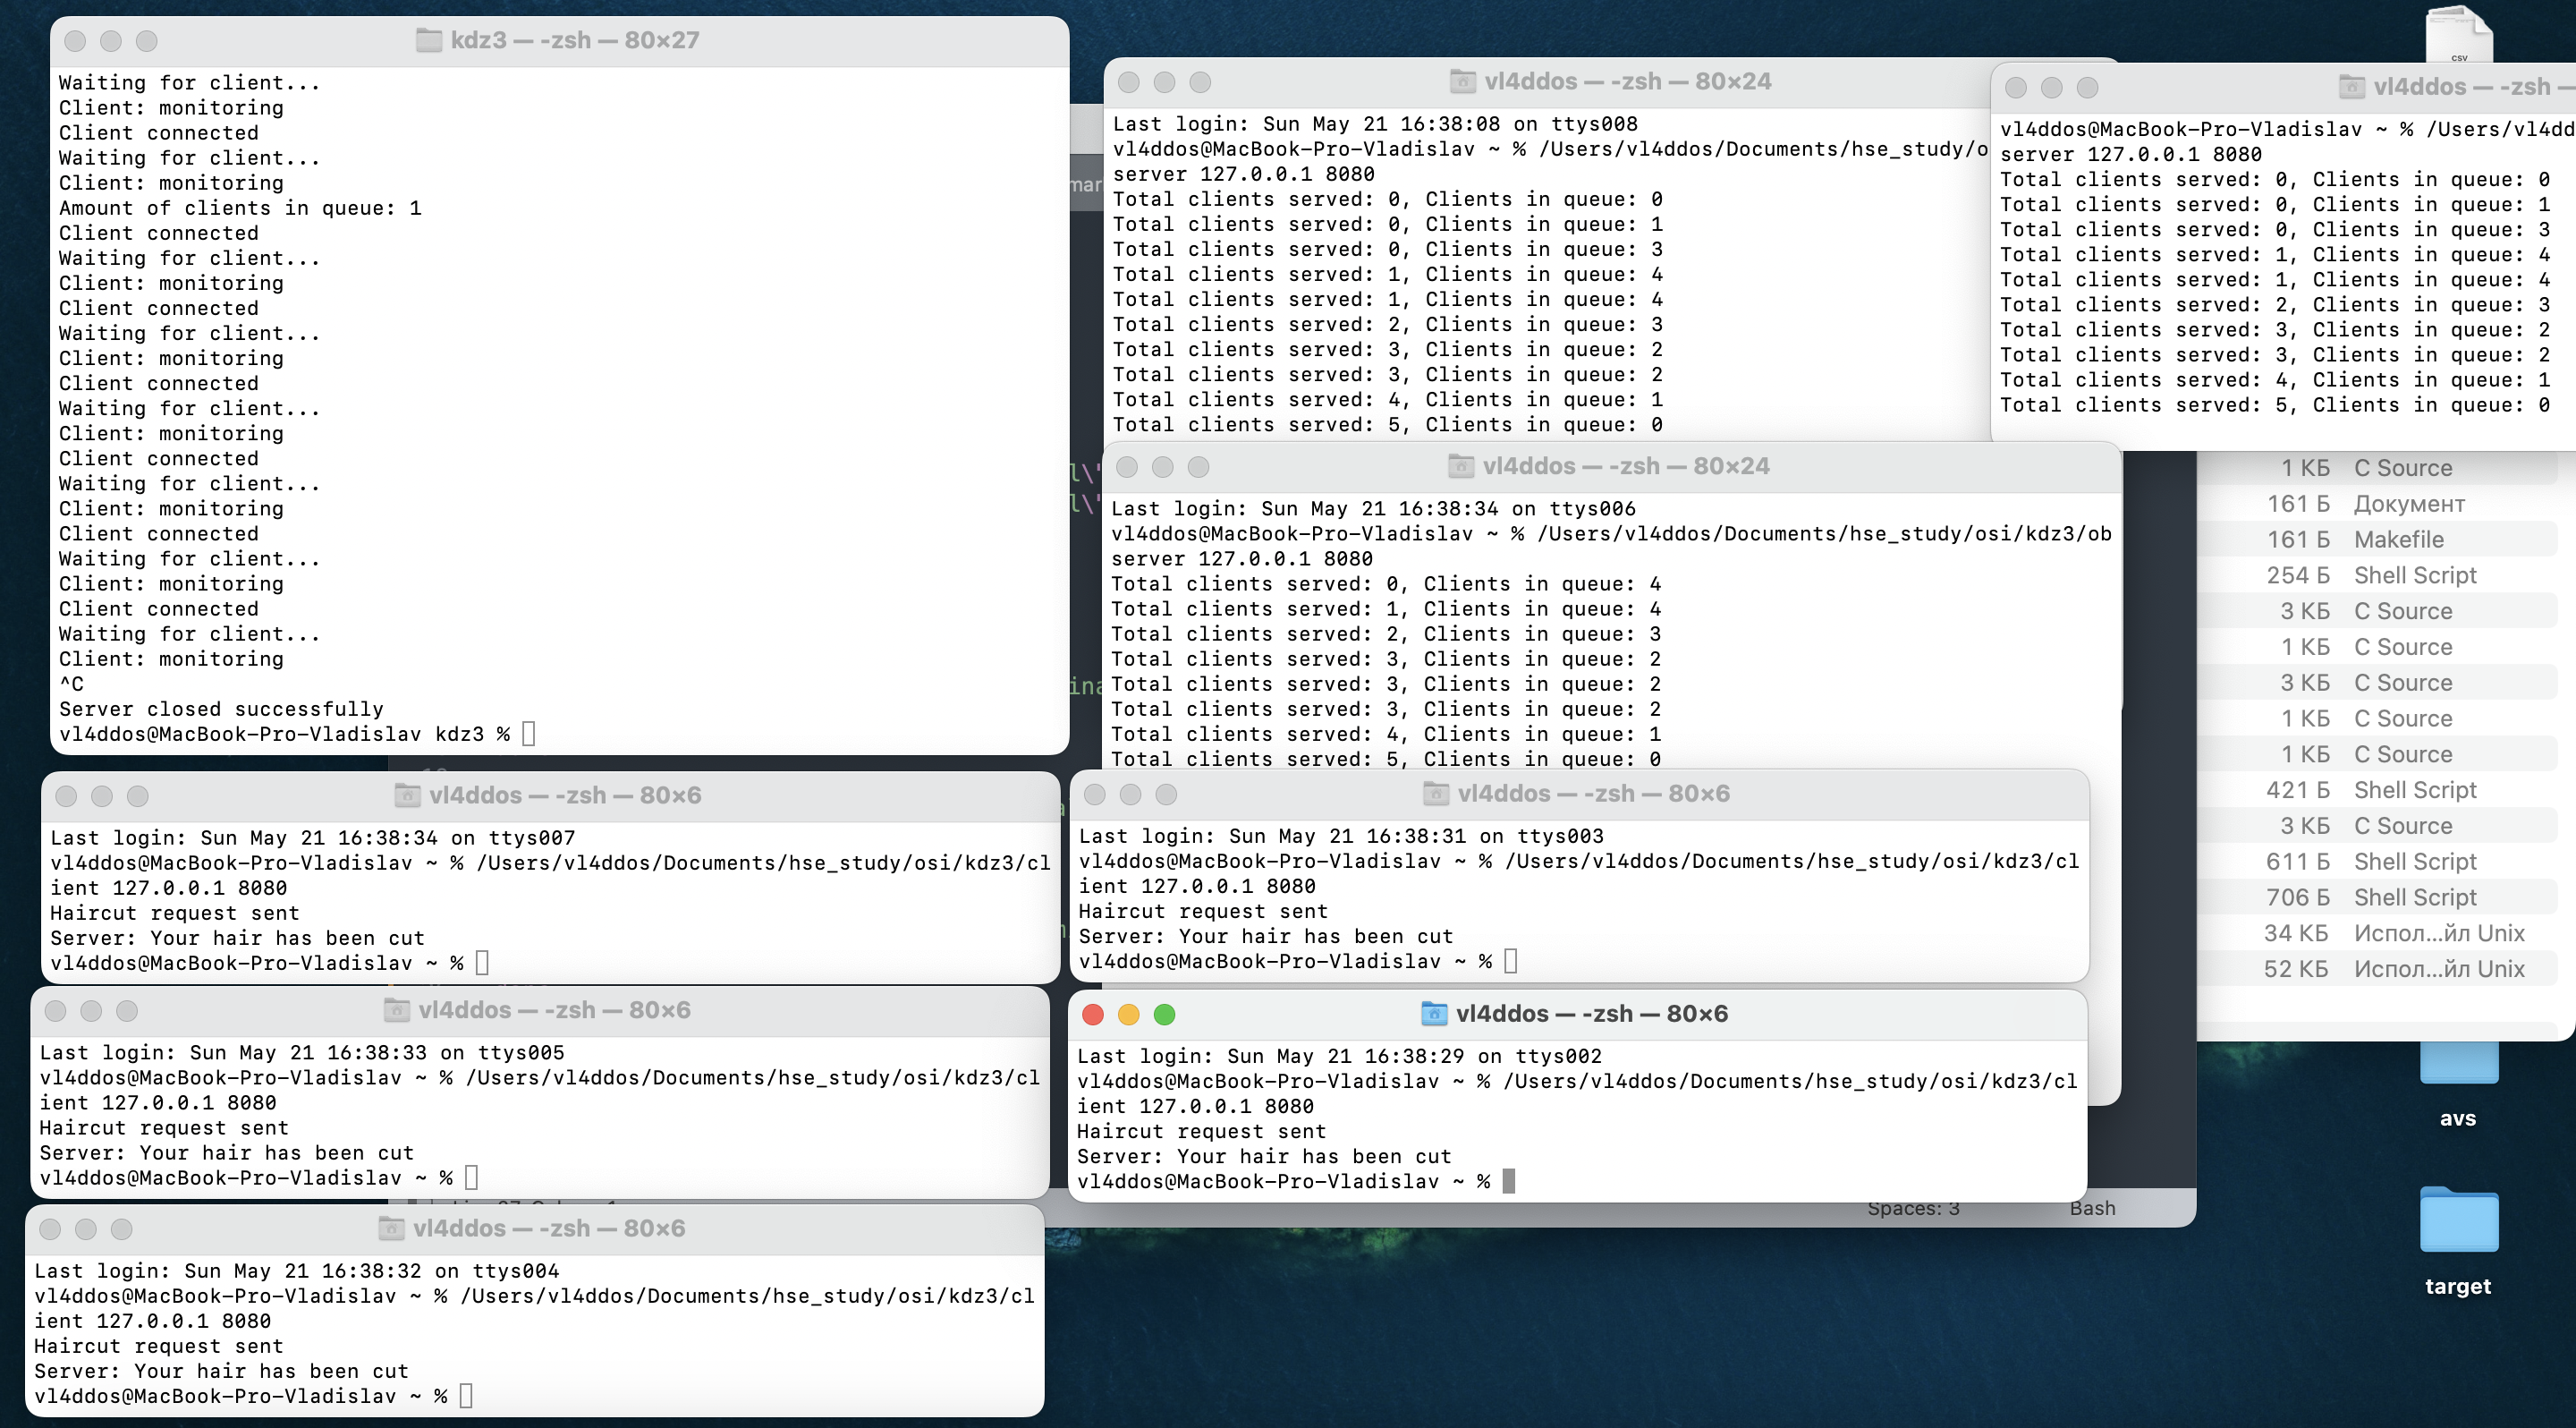 kdz3 — -zsh — 80×27
Waiting for client...
Client: monitoring
Client connected
Waiting for client...
Client: monitoring
Amount of clients in queue: 1
Client connected
Waiting for client...
Client: monitoring
Client connected
Waiting for client...
Client: monitoring
Client connected
Waiting for client...
Client: monitoring
Client connected
Waiting for client...
Client: monitoring
Client connected
Waiting for client...
Client: monitoring
Client connected
Waiting for client...
Client: monitoring
^C
Server closed successfully
vl4ddos@MacBook-Pro-Vladislav kdz3 %
vl4ddos — -zsh — 80×24
Last login: Sun May 21 16:38:08 on ttys008
vl4ddos@MacBook-Pro-Vladislav ~ % /Users/vl4ddos/Documents/hse_study/o
server 127.0.0.1 8080
Total clients served: 0, Clients in queue: 0
Total clients served: 0, Clients in queue: 1
Total clients served: 0, Clients in queue: 3
Total clients served: 1, Clients in queue: 4
Total clients served: 1, Clients in queue: 4
Total clients served: 2, Clients in queue: 3
Total clients served: 3, Clients in queue: 2
Total clients served: 3, Clients in queue: 2
Total clients served: 4, Clients in queue: 1
Total clients served: 5, Clients in queue: 0
csv
vl4ddos — -zsh —
vl4ddos@MacBook-Pro-Vladislav ~ % /Users/vl4dd
server 127.0.0.1 8080
Total clients served: 0, Clients in queue: 0
Total clients served: 0, Clients in queue: 1
Total clients served: 0, Clients in queue: 3
Total clients served: 1, Clients in queue: 4
Total clients served: 1, Clients in queue: 4
Total clients served: 2, Clients in queue: 3
Total clients served: 3, Clients in queue: 2
Total clients served: 3, Clients in queue: 2
Total clients served: 4, Clients in queue: 1
Total clients served: 5, Clients in queue: 0
vl4ddos — -zsh — 80×24
Last login: Sun May 21 16:38:34 on ttys006
vl4ddos@MacBook-Pro-Vladislav ~ % /Users/vl4ddos/Documents/hse_study/osi/kdz3/ob
server 127.0.0.1 8080
Total clients served: 0, Clients in queue: 4
Total clients served: 1, Clients in queue: 4
Total clients served: 2, Clients in queue: 3
Total clients served: 3, Clients in queue: 2
Total clients served: 3, Clients in queue: 2
Total clients served: 3, Clients in queue: 2
Total clients served: 4, Clients in queue: 1
Total clients served: 5, Clients in queue: 0
1 КБ C Source
161 Б Документ
161 Б Makefile
254 Б Shell Script
3 КБ C Source
1 КБ C Source
3 КБ C Source
1 КБ C Source
1 КБ C Source
421 Б Shell Script
3 КБ C Source
611 Б Shell Script
706 Б Shell Script
34 КБ Испол...йл Unix
52 КБ Испол...йл Unix
vl4ddos — -zsh — 80×6
Last login: Sun May 21 16:38:34 on ttys007
vl4ddos@MacBook-Pro-Vladislav ~ % /Users/vl4ddos/Documents/hse_study/osi/kdz3/cl
ient 127.0.0.1 8080
Haircut request sent
Server: Your hair has been cut
vl4ddos@MacBook-Pro-Vladislav ~ %
vl4ddos — -zsh — 80×6
Last login: Sun May 21 16:38:31 on ttys003
vl4ddos@MacBook-Pro-Vladislav ~ % /Users/vl4ddos/Documents/hse_study/osi/kdz3/cl
ient 127.0.0.1 8080
Haircut request sent
Server: Your hair has been cut
vl4ddos@MacBook-Pro-Vladislav ~ %
vl4ddos — -zsh — 80×6
Last login: Sun May 21 16:38:33 on ttys005
vl4ddos@MacBook-Pro-Vladislav ~ % /Users/vl4ddos/Documents/hse_study/osi/kdz3/cl
ient 127.0.0.1 8080
Haircut request sent
Server: Your hair has been cut
vl4ddos@MacBook-Pro-Vladislav ~ %
vl4ddos — -zsh — 80×6
Last login: Sun May 21 16:38:29 on ttys002
vl4ddos@MacBook-Pro-Vladislav ~ % /Users/vl4ddos/Documents/hse_study/osi/kdz3/cl
ient 127.0.0.1 8080
Haircut request sent
Server: Your hair has been cut
vl4ddos@MacBook-Pro-Vladislav ~ %
Spaces: 3
Bash
vl4ddos — -zsh — 80×6
Last login: Sun May 21 16:38:32 on ttys004
vl4ddos@MacBook-Pro-Vladislav ~ % /Users/vl4ddos/Documents/hse_study/osi/kdz3/cl
ient 127.0.0.1 8080
Haircut request sent
Server: Your hair has been cut
vl4ddos@MacBook-Pro-Vladislav ~ %
avs
target